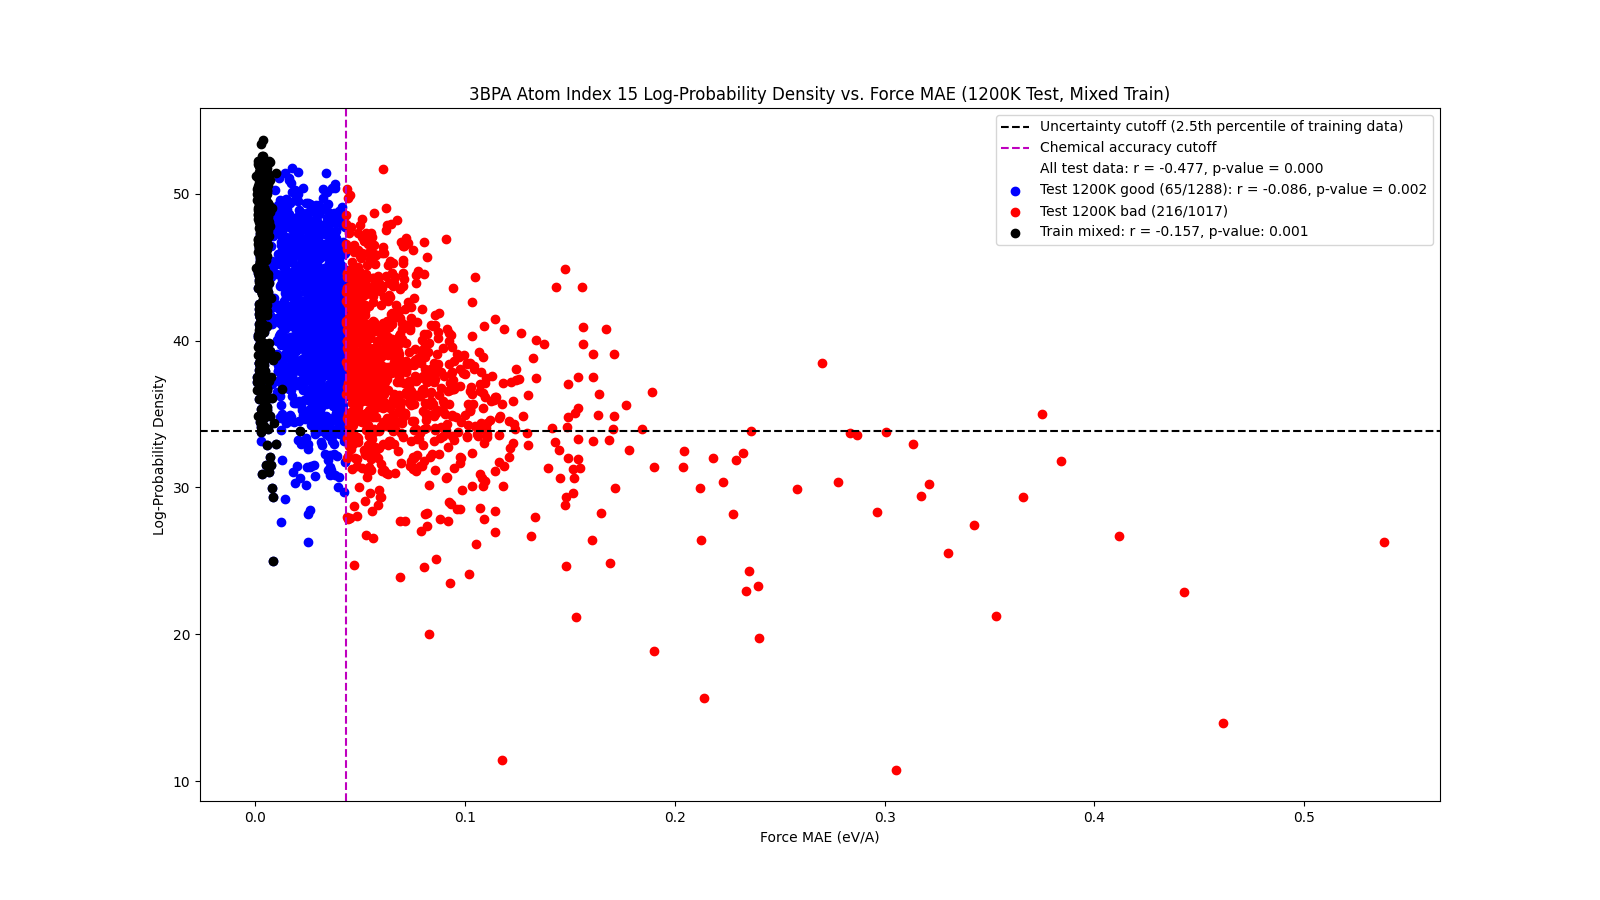 3BPA Atom Index 15 Log-Probability Density vs. Force MAE (1200K Test, Mixed Train)
Uncertainty cutoff (2.5th percentile of training data)
Chemical accuracy cutoff
All test data: r = -0.477, p-value = 0.000
Test 1200K good (65/1288): r = -0.086, p-value = 0.002
Test 1200K bad (216/1017)
Train mixed: r = -0.157, p-value: 0.001
Log-Probability Density
50
40
30
20
10
0.0 0.1 0.2 0.3 0.4 0.5
Force MAE (eV/A)